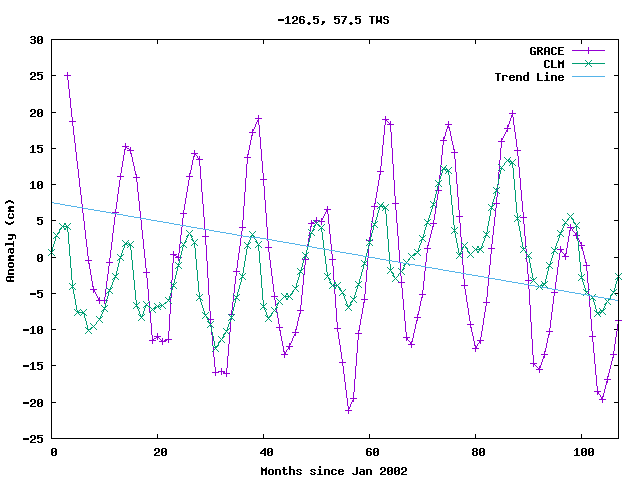 -126.5, 57.5 TWS
GRACE
CLM
Trend Line
Anomaly (cm)
30
25
20
15
10
5
0
-5
-10
-15
-20
-25
0 20 40 60 80 100
Months since Jan 2002